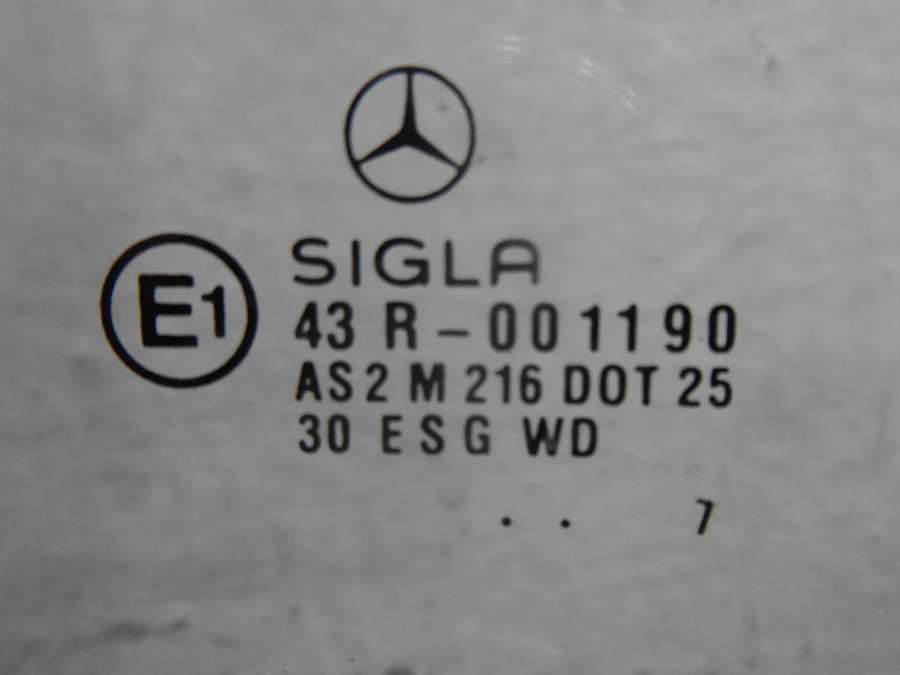 SIGLA
E1
43 R-001190
AS2 M 216 DOT 25
30 ESG WD
. . 7